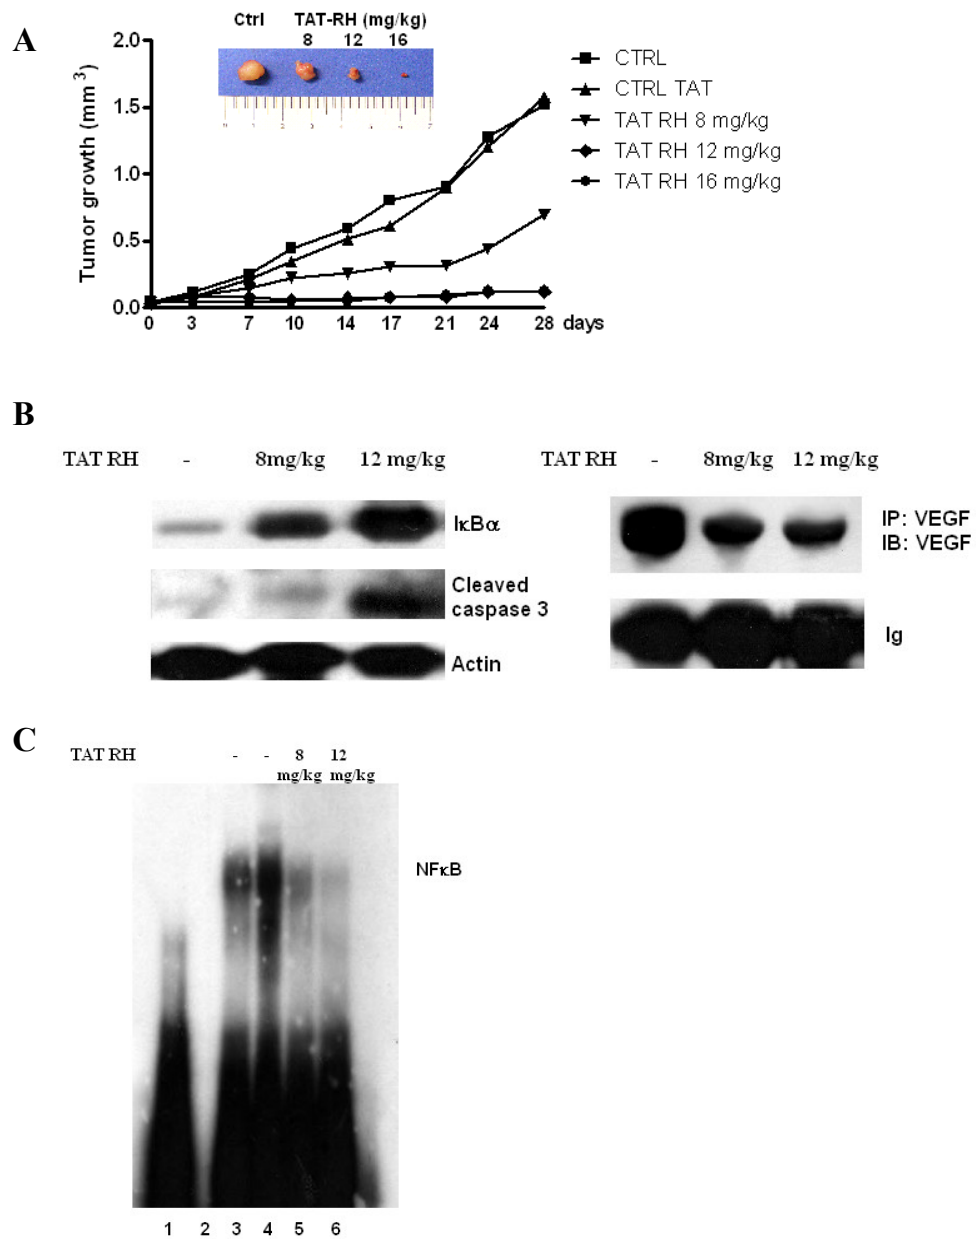 A
Ctrl TAT-RH (mg/kg)
8 12 16
2.0
1.5
1.0
0.5
0.0
Tumor growth (mm 3)
0 3 7 10 14 17 21 24 28 days
CTRL
CTRL TAT
TAT RH 8 mg/kg
TAT RH 12 mg/kg
TAT RH 16 mg/kg
B
TAT RH - 8mg/kg 12 mg/kg
IκBα
Cleaved
caspase 3
Actin
TAT RH - 8mg/kg 12 mg/kg
IP: VEGF
IB: VEGF
Ig
C
TAT RH - - 8 12
mg/kg mg/kg
NFκB
1 2 3 4 5 6